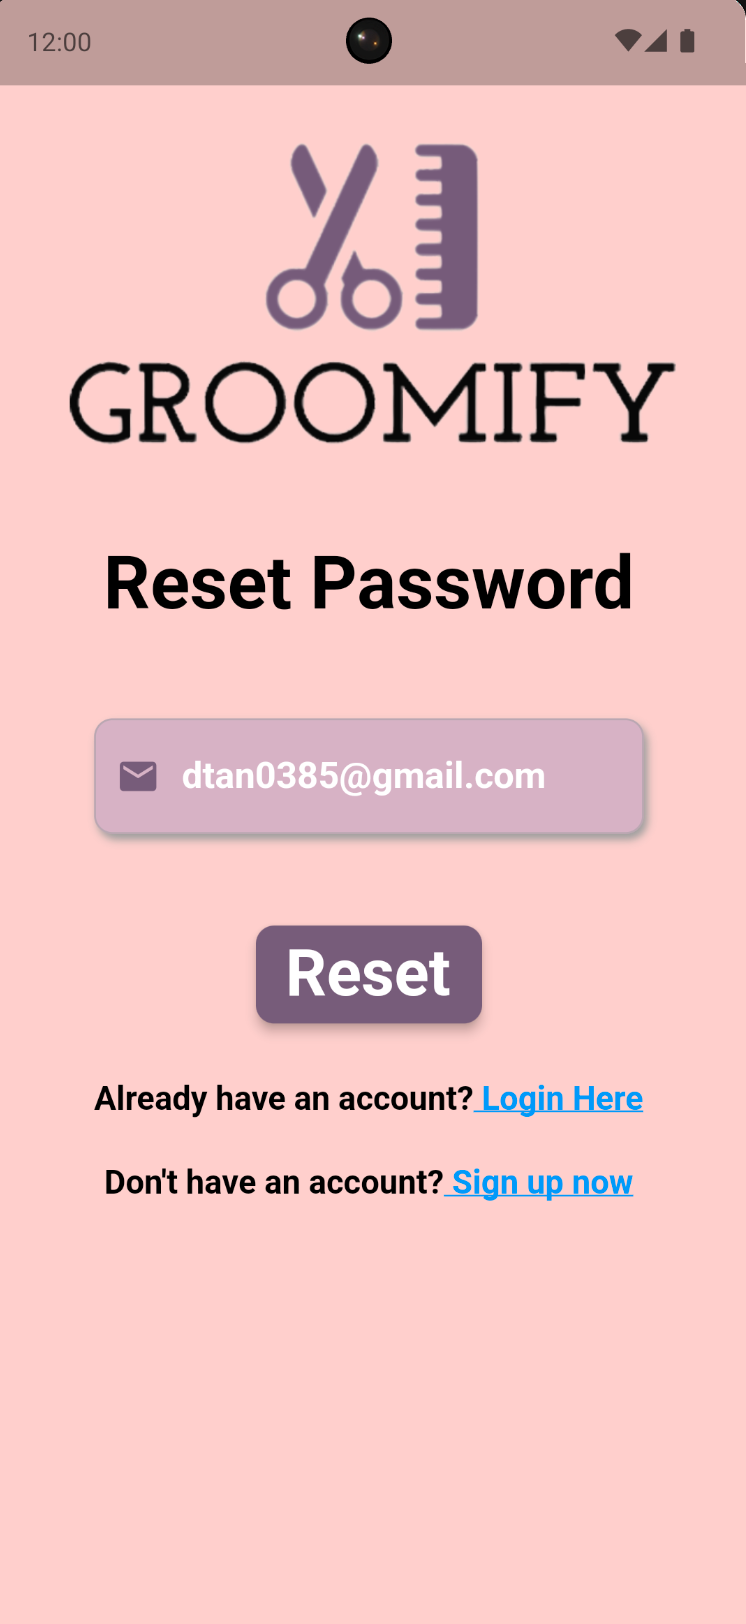 12:00
GROOMIFY
Reset Password
dtan0385@gmail.com
Reset
Already have an account? Login Here
Don't have an account? Sign up now